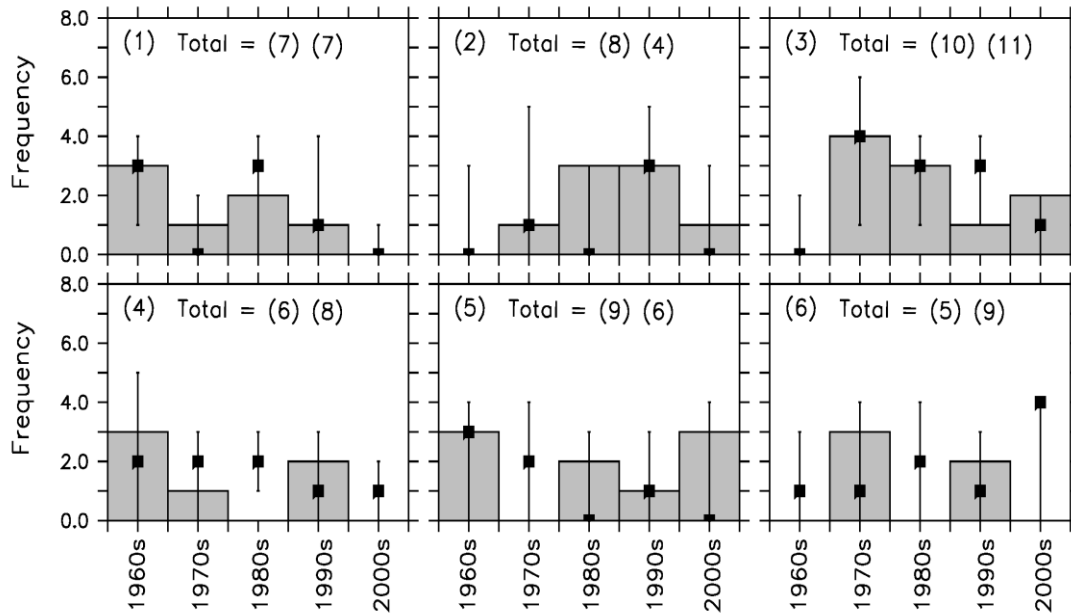 8.0
6.0
4.0
2.0
0.0
Frequency
(1) Total = (7) (7)
(2) Total = (8) (4)
(3) Total = (10) (11)
8.0
6.0
4.0
2.0
0.0
Frequency
(4) Total = (6) (8)
(5) Total = (9) (6)
(6) Total = (5) (9)
1960s
1970s
1980s
1990s
2000s
1960s
1970s
1980s
1990s
2000s
1960s
1970s
1980s
1990s
2000s